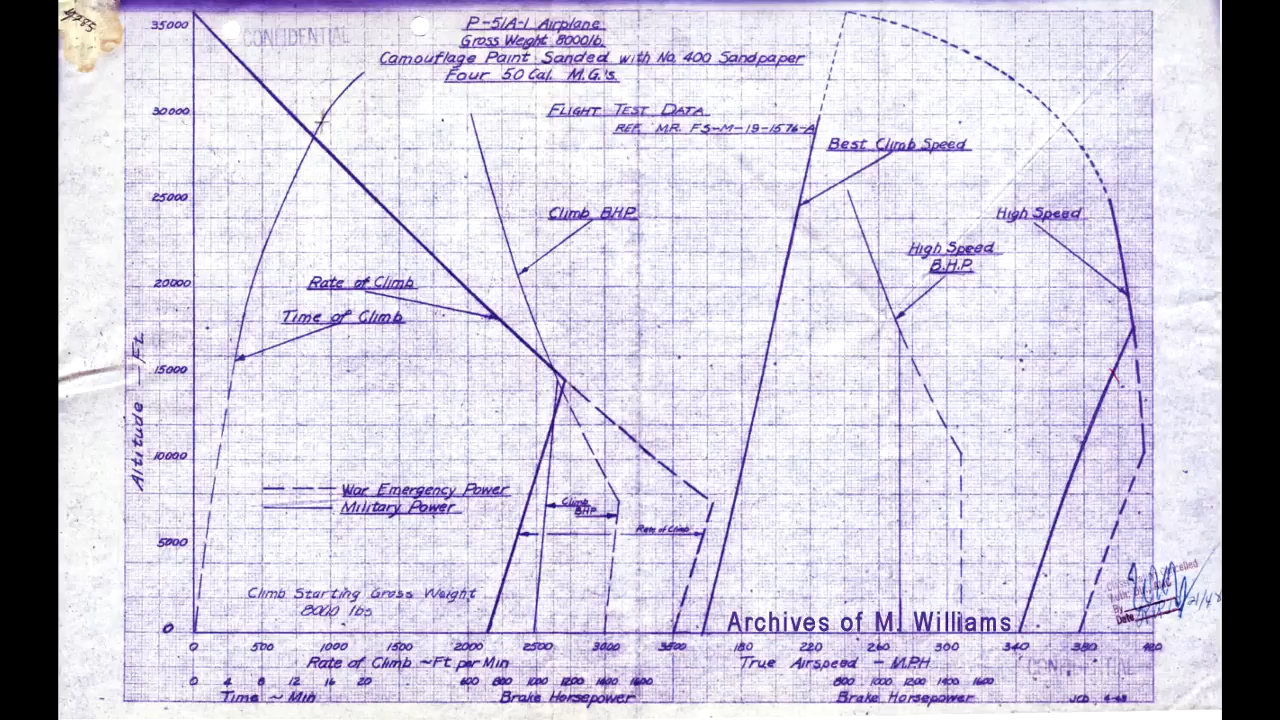 35000
CONFIDENTIAL
P-51A-1 Airplane
Gross Weight 8000 lb.
Camouflage Paint Sanded with No. 400 Sandpaper
Four .50 Cal. M.G.'s
30000
FLIGHT TEST DATA
REF. MR. FS-M-19-1576-A
Best Climb Speed
25000
Climb B.H.P.
High Speed
High Speed
B.H.P.
20000
Rate of Climb
Time of Climb
15000
Altitude — Ft
10000
War Emergency Power
Military Power
Climb
BHP
Rate of Climb
5000
Climb Starting Gross Weight
8000 lbs
Archives of M. Williams
By
Date
0
0 500 1000 1500 2000 2500 3000 3500 180 220 260 300 340 380 400
Rate of Climb ~ Ft per Min True Airspeed ~ M.P.H. CONFIDENTIAL
0 4 8 12 16 20 600 800 1000 1200 1400 1600 800 1000 1200 1400 1600
Time ~ Min Brake Horsepower Brake Horsepower